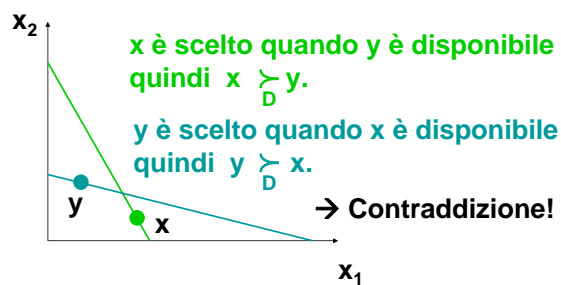 x₂
x è scelto quando y è disponibile
quindi x ≻ y.
D
y è scelto quando x è disponibile
quindi y ≻ x.
D
y
x
→ Contraddizione!
x₁